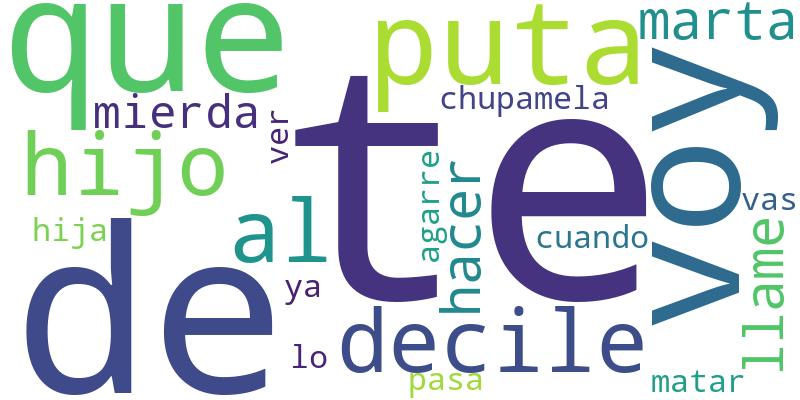 que
puta
marta
mierda
chupamela
ver
te
voy
hijo
agarre
hacer
vas
hija
al
cuando
llame
de
ya
decile
lo
pasa
matar